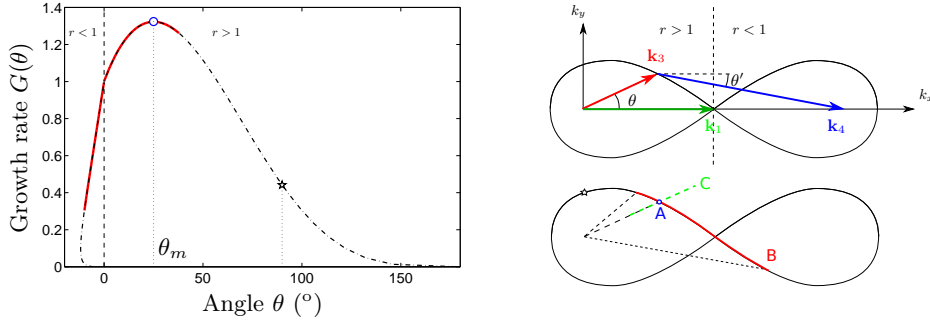 1.4
1.2
1
0.8
0.6
0.4
0.2
0
0
50
100
150
Growth rate G(θ)
Angle θ (°)
r < 1
r > 1
θm
ky
r > 1
r < 1
k3
θ′
θ
kx
k1
k4
C
A
B